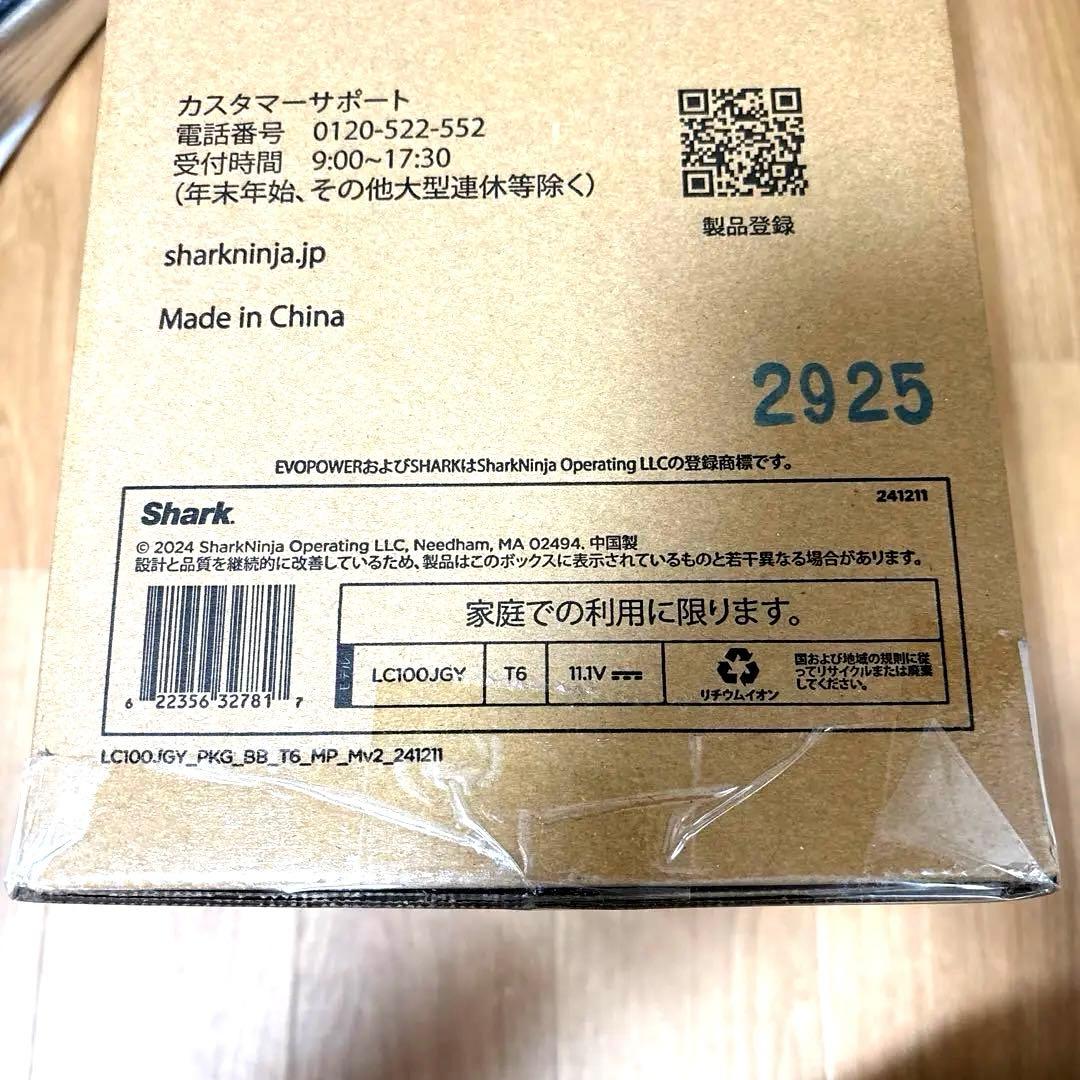 カスタマーサポート
電話番号 0120-522-552
受付時間 9:00~17:30
(年末年始、その他大型連休等除く)
製品登録
sharkninja.jp
Made in China
2925
EVOPOWERおよびSHARKはSharkNinja Operating LLCの登録商標です。
241211
Shark.
© 2024 SharkNinja Operating LLC, Needham, MA 02494. 中国製
設計と品質を継続的に改善しているため、製品はこのボックスに表示されているものと若干異なる場合があります。
家庭での利用に限ります。
モデル LC100JGY T6 11.1V
リチウムイオン
国および地域の規則に従
ってリサイクルまたは廃棄
してください。
6 22356 32781 7
LC100JGY_PKG_BB_T6_MP_Mv2_241211